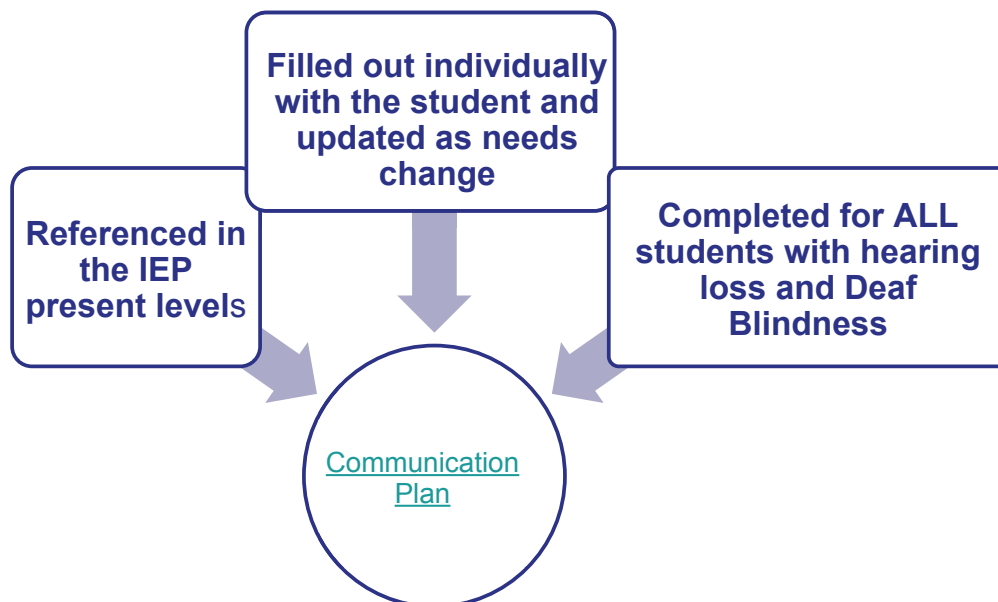 Referenced in
the IEP
present levels
Filled out individually
with the student and
updated as needs
change
Completed for ALL
students with hearing
loss and Deaf
Blindness
Communication
Plan